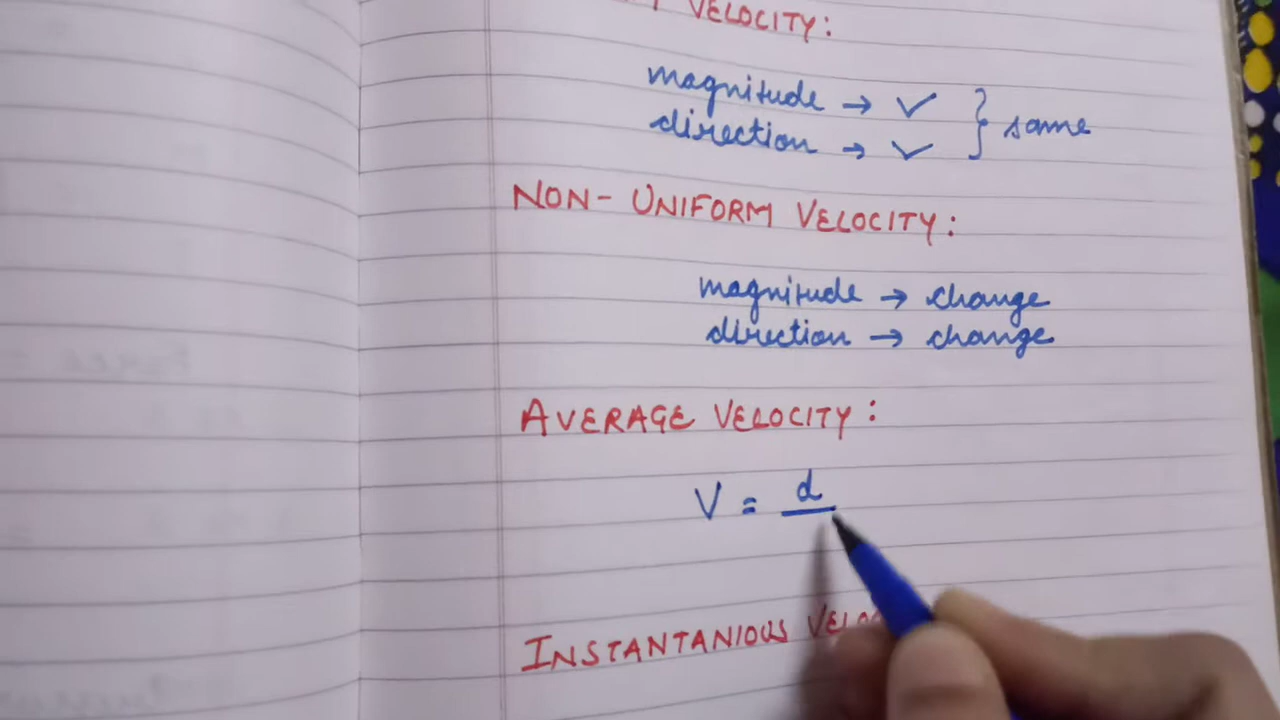 VELOCITY:
magnitude → ✓ } same
direction → ✓
NON-UNIFORM VELOCITY:
magnitude → change
direction → change
AVERAGE VELOCITY:
V = d
INSTANTANIOUS